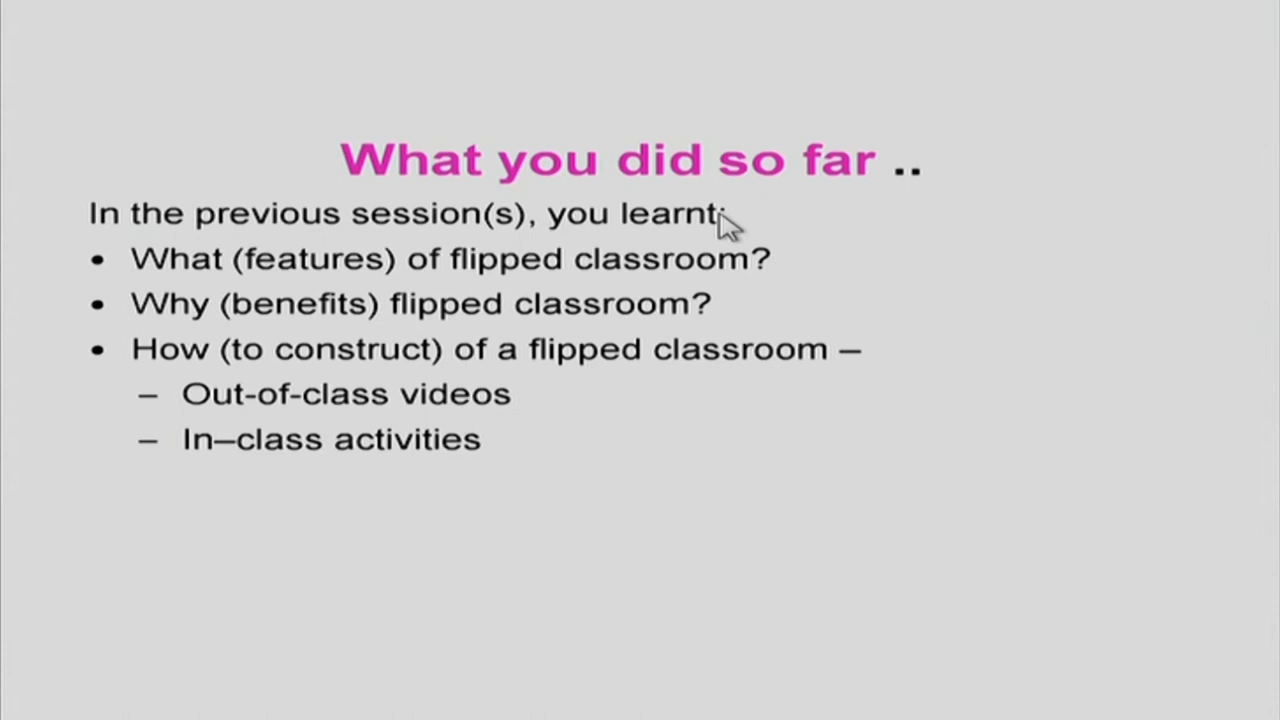 What you did so far ..
In the previous session(s), you learnt:
• What (features) of flipped classroom?
• Why (benefits) flipped classroom?
• How (to construct) of a flipped classroom –
– Out-of-class videos
– In–class activities